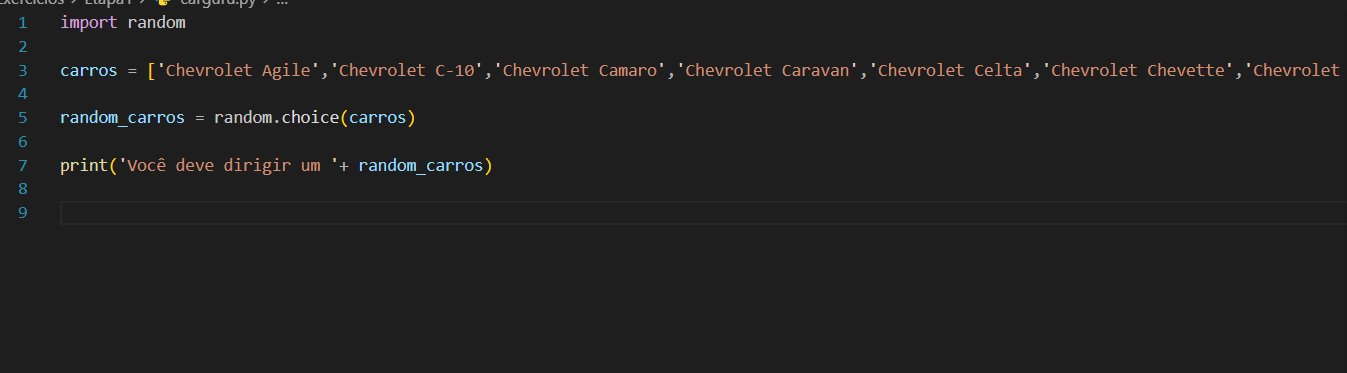 Exercícios > Etapa1 > carguru.py > ...
1 import random
2
3 carros = ['Chevrolet Agile','Chevrolet C-10','Chevrolet Camaro','Chevrolet Caravan','Chevrolet Celta','Chevrolet Chevette','Chevrolet
4
5 random_carros = random.choice(carros)
6
7 print('Você deve dirigir um '+ random_carros)
8
9